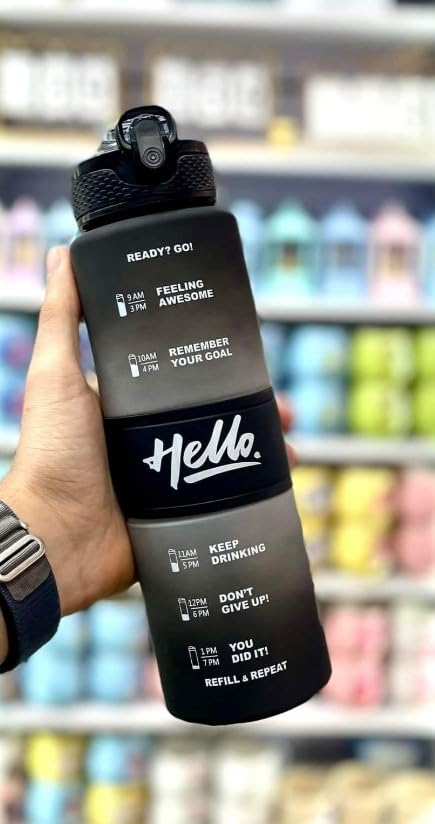 READY? GO!
9 AM
3 PM
FEELING
AWESOME
10AM
4 PM
REMEMBER
YOUR GOAL
Hello.
11AM
5 PM
KEEP
DRINKING
12PM
6 PM
DON'T
GIVE UP!
1 PM
7 PM
YOU
DID IT!
REFILL & REPEAT